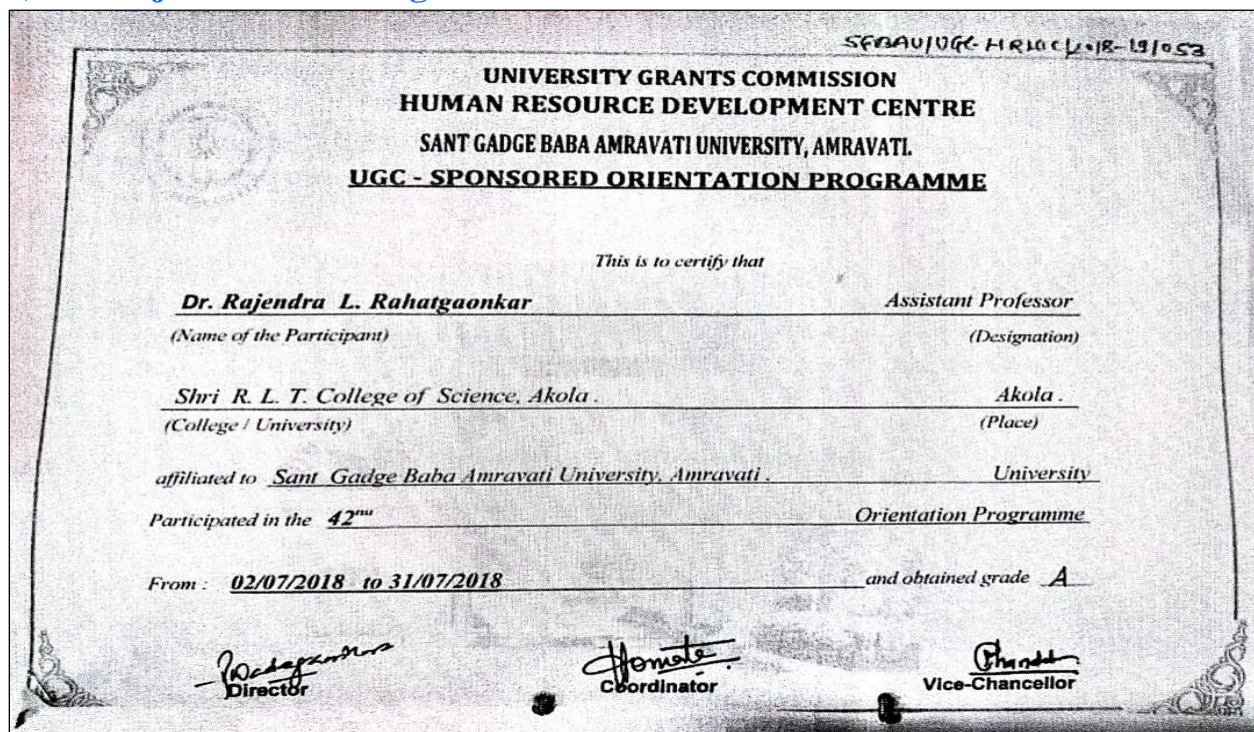 SGBAU/UGC-HRDC/2018-19/053
UNIVERSITY GRANTS COMMISSION
HUMAN RESOURCE DEVELOPMENT CENTRE
SANT GADGE BABA AMRAVATI UNIVERSITY, AMRAVATI.
UGC - SPONSORED ORIENTATION PROGRAMME
This is to certify that
Dr. Rajendra L. Rahatgaonkar Assistant Professor
(Name of the Participant) (Designation)
Shri R. L. T. College of Science, Akola . Akola .
(College / University) (Place)
affiliated to Sant Gadge Baba Amravati University, Amravati . University
Participated in the 42nd Orientation Programme
From : 02/07/2018 to 31/07/2018 and obtained grade A
Director Coordinator Vice-Chancellor